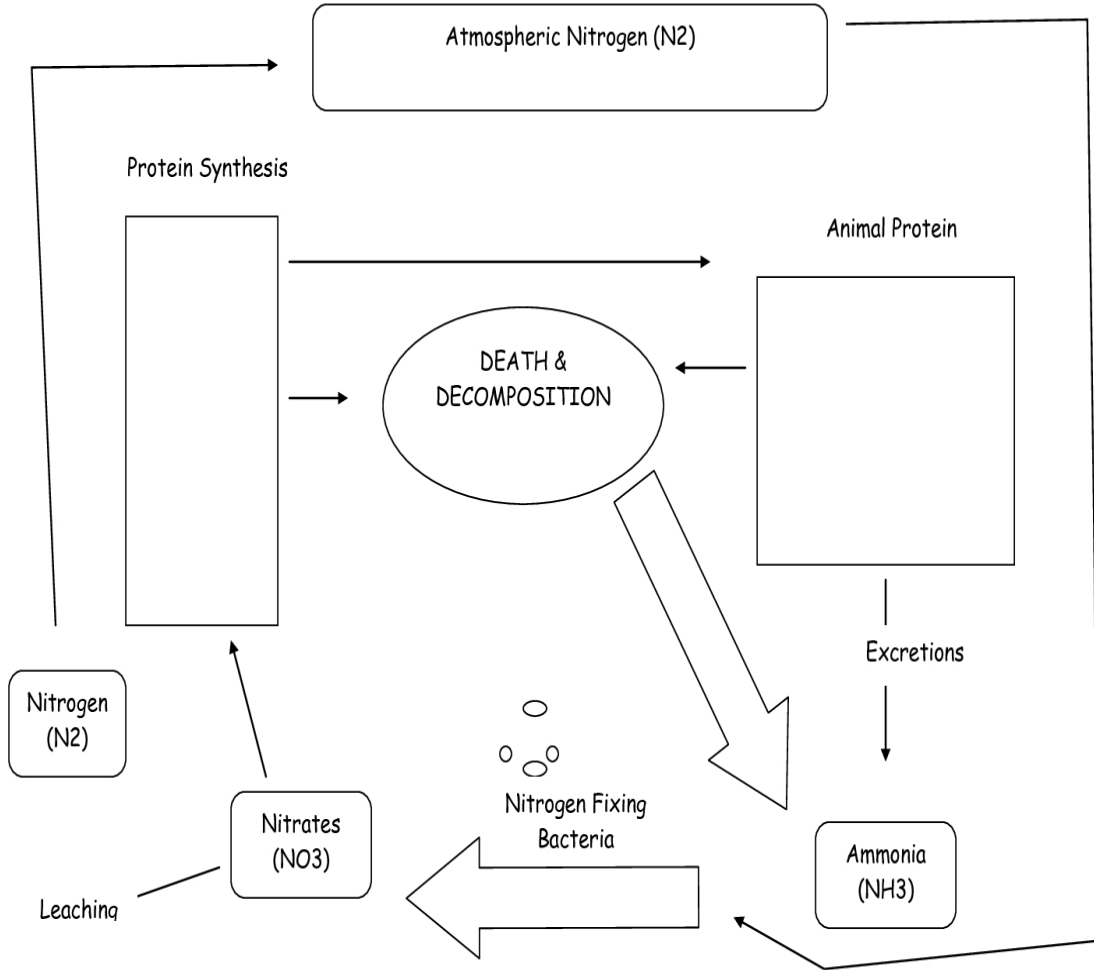 Atmospheric Nitrogen (N2)
Protein Synthesis
Animal Protein
DEATH &
DECOMPOSITION
Excretions
Nitrogen
(N2)
Nitrogen Fixing
Bacteria
Nitrates
(NO3)
Ammonia
(NH3)
Leaching